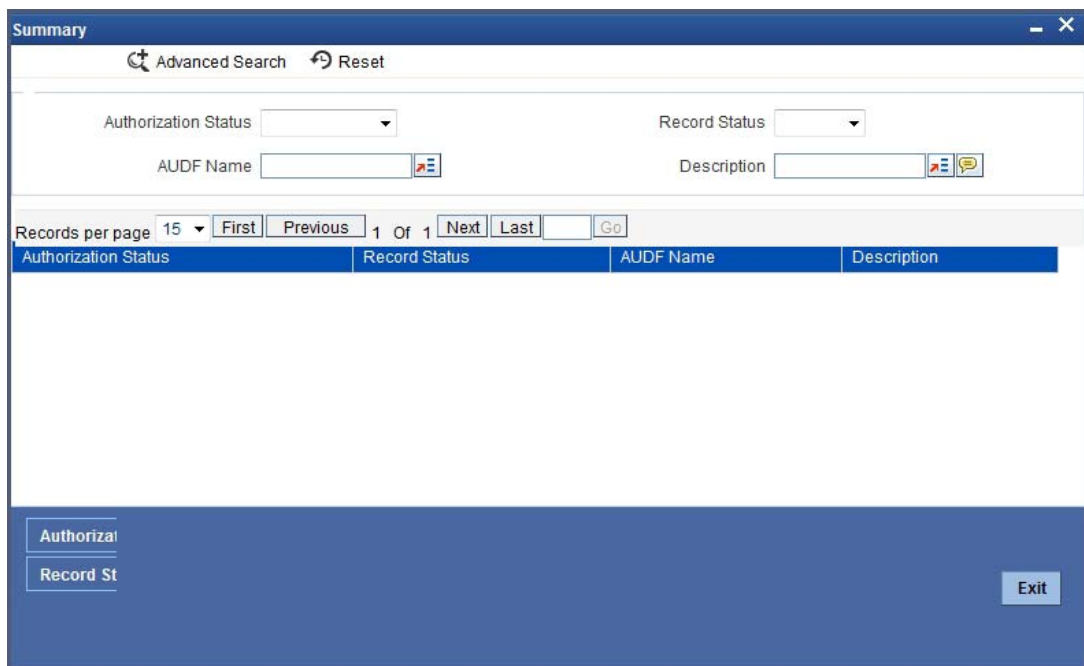 Summary
Advanced Search Reset
Authorization Status Record Status
AUDF Name Description
Records per page 15 First Previous 1 Of 1 Next Last Go
Authorization Status Record Status AUDF Name Description
Authorizat
Record St
Exit